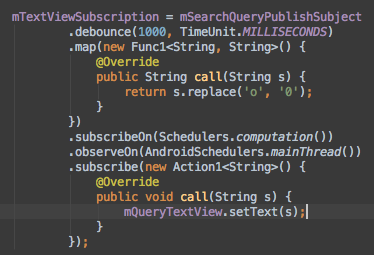 mTextViewSubscription = mSearchQueryPublishSubject
        .debounce(1000, TimeUnit.MILLISECONDS)
        .map(new Func1<String, String>() {
            @Override
            public String call(String s) {
                return s.replace('o', '0');
            }
        })
        .subscribeOn(Schedulers.computation())
        .observeOn(AndroidSchedulers.mainThread())
        .subscribe(new Action1<String>() {
            @Override
            public void call(String s) {
                mQueryTextView.setText(s);
            }
        });